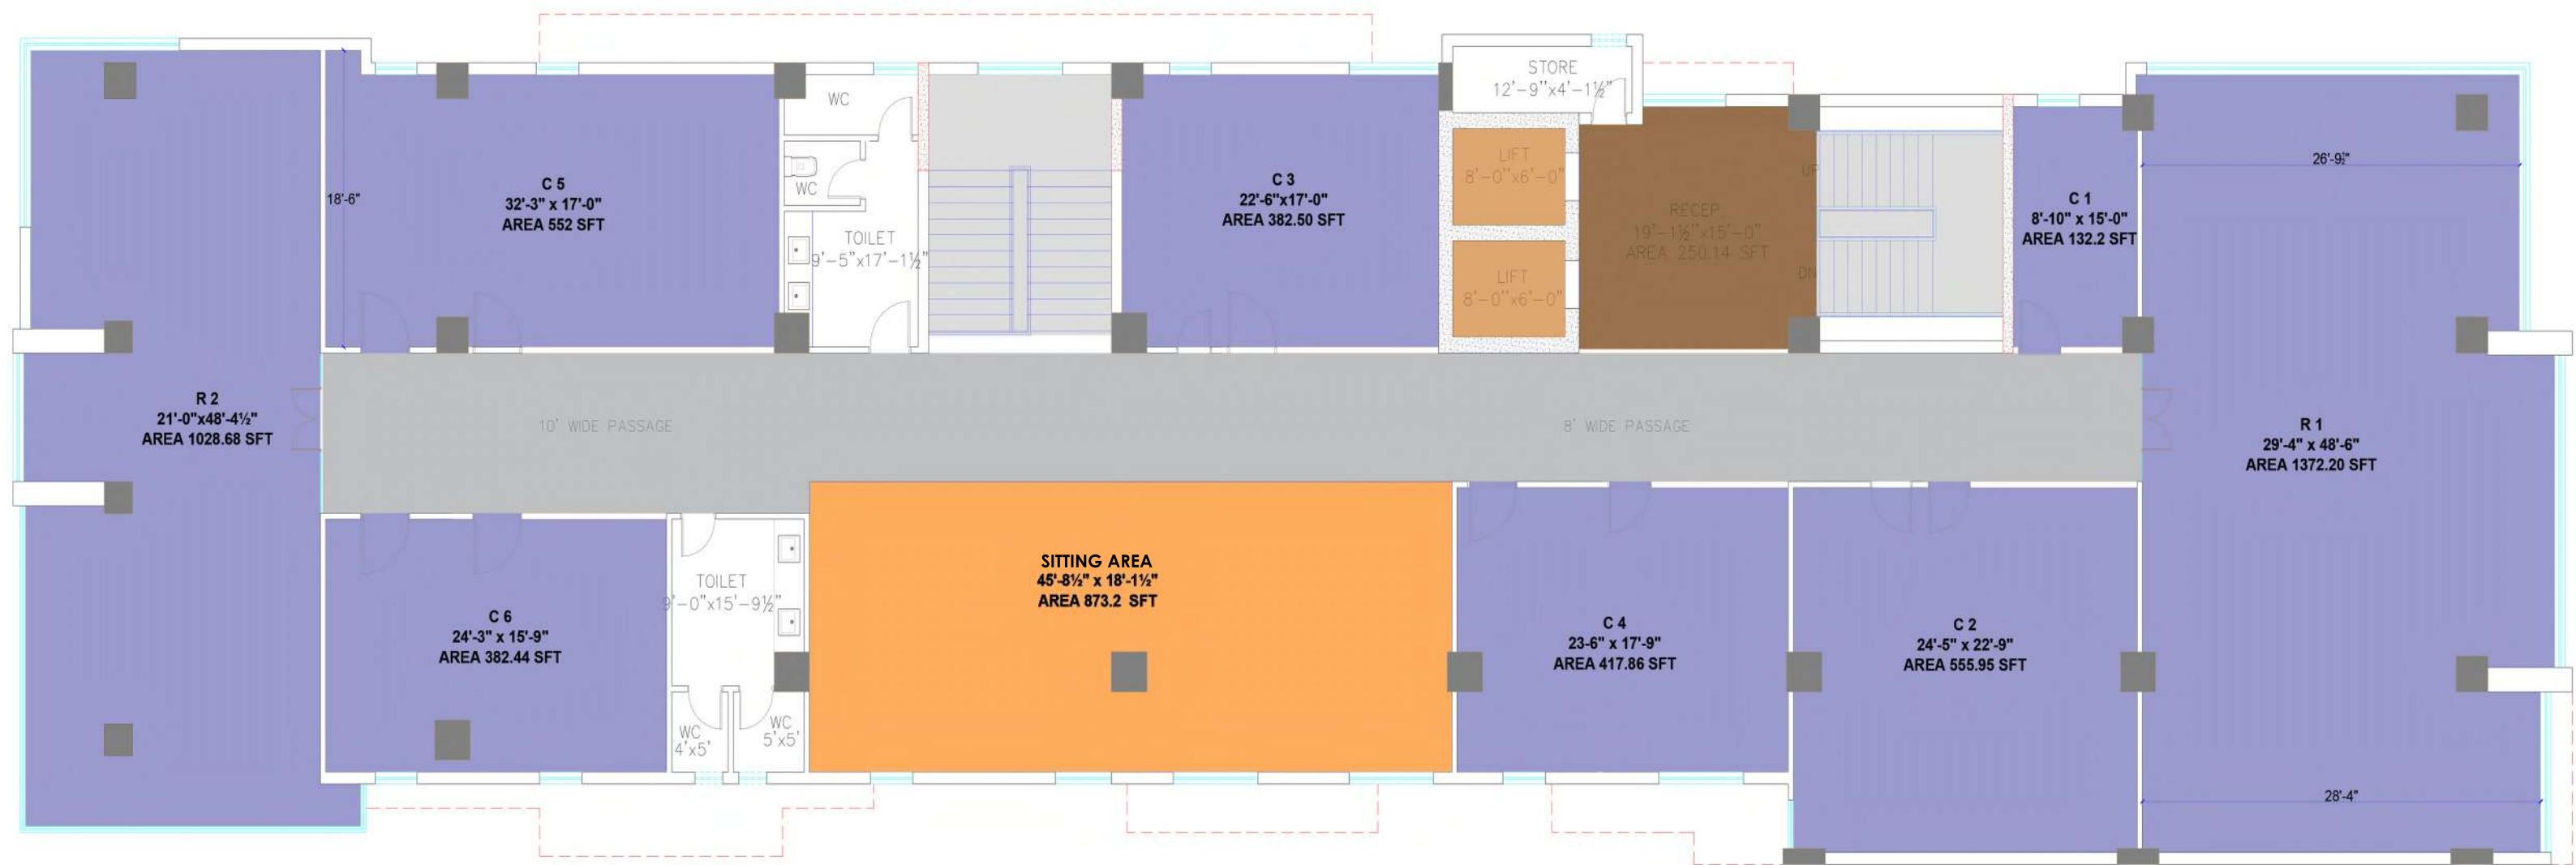 STORE
12'-9"x4'-1½"
WC
WC
TOILET
9'-5"x17'-1½"
C 5
32'-3" x 17'-0"
AREA 552 SFT
18'-6"
C 3
22'-6"x17'-0"
AREA 382.50 SFT
LIFT
8'-0"x6'-0"
LIFT
8'-0"x6'-0"
RECEP.
19'-1½"x15'-0"
AREA 250.14 SFT
UP
DN
C 1
8'-10" x 15'-0"
AREA 132.2 SFT
26'-9½"
R 2
21'-0"x48'-4½"
AREA 1028.68 SFT
10' WIDE PASSAGE
8' WIDE PASSAGE
R 1
29'-4" x 48'-6"
AREA 1372.20 SFT
C 6
24'-3" x 15'-9"
AREA 382.44 SFT
TOILET
9'-0"x15'-9½"
WC
4'x5'
WC
5'x5'
SITTING AREA
45'-8½" x 18'-1½"
AREA 873.2 SFT
C 4
23-6" x 17'-9"
AREA 417.86 SFT
C 2
24'-5" x 22'-9"
AREA 555.95 SFT
28'-4"